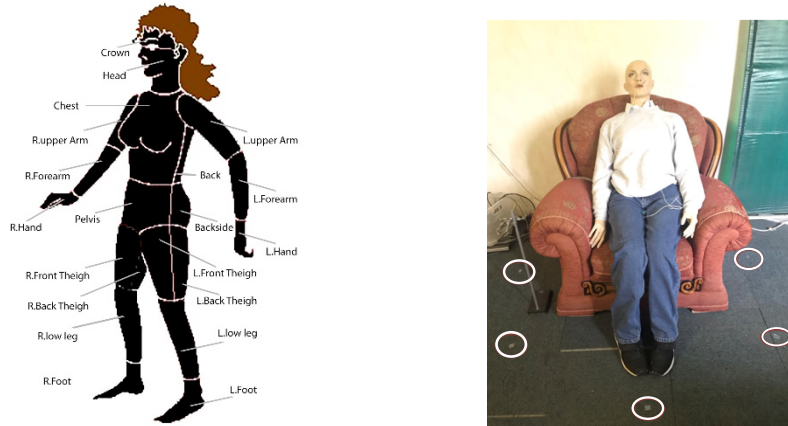 Crown
Head
Chest
R.upper Arm
L.upper Arm
R.Forearm
Back
L.Forearm
R.Hand
Pelvis
Backside
L.Hand
R.Front Theigh
L.Front Theigh
R.Back Theigh
L.Back Theigh
R.low leg
L.low leg
R.Foot
L.Foot